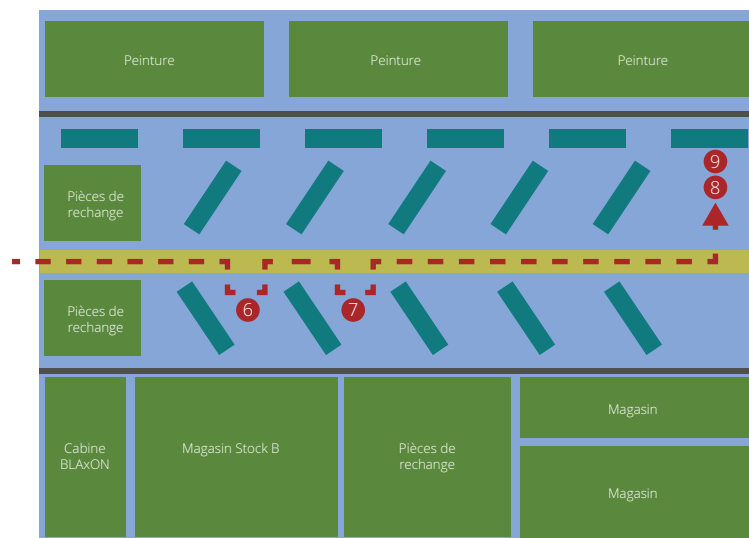 Peinture
Peinture
Peinture
9
8
Pièces de
rechange
Pièces de
rechange
6
7
Cabine
BLAxON
Magasin Stock B
Pièces de
rechange
Magasin
Magasin